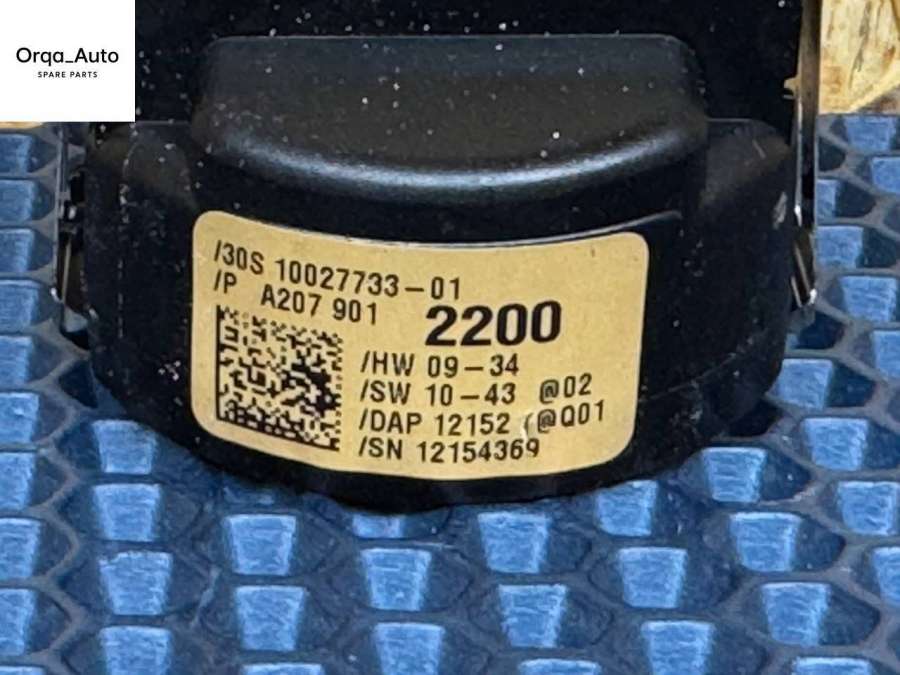 Orqa_Auto
SPARE PARTS
/30S 10027733-01
/P A207 901 2200
/HW 09-34
/SW 10-43 @02
/DAP 12152 @Q01
/SN 12154369